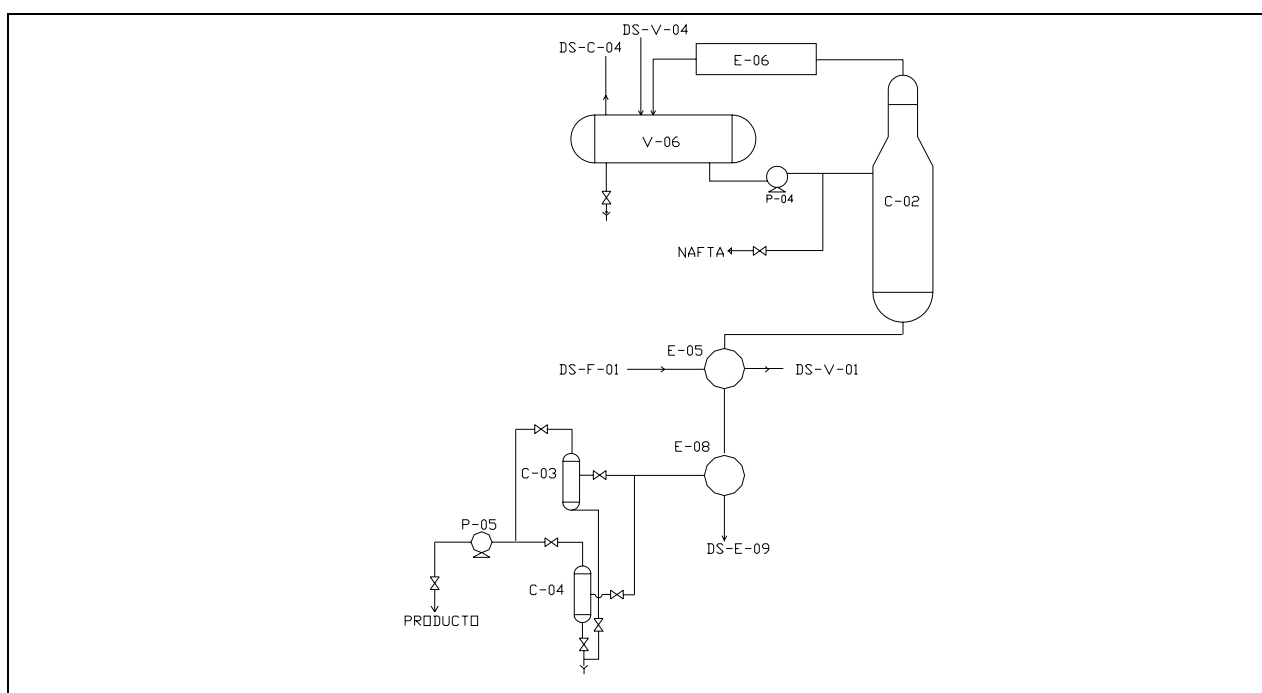 DS-V-04
DS-C-04
E-06
V-06
P-04
C-02
NAFTA
E-05
DS-F-01
DS-V-01
E-08
C-03
P-05
DS-E-09
C-04
PRODUCTO